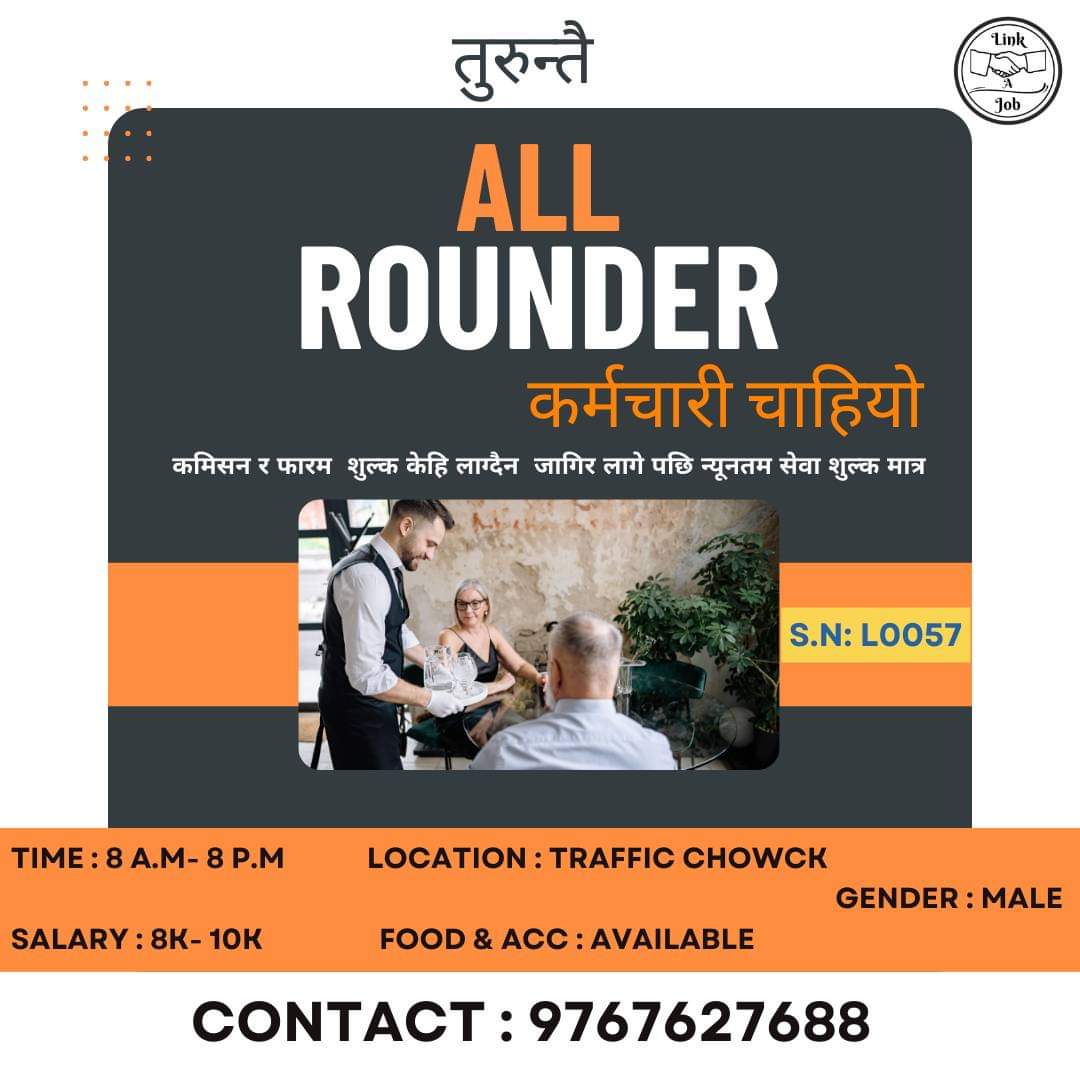 तुरुन्तै
Link
A
Job
ALL
ROUNDER
कर्मचारी चाहियो
कमिसन र फारम शुल्क केहि लाग्दैन जागिर लागे पछि न्यूनतम सेवा शुल्क मात्र
S.N: L0057
TIME : 8 A.M- 8 P.M
LOCATION : TRAFFIC CHOWCK
GENDER : MALE
SALARY : 8K- 10K
FOOD & ACC : AVAILABLE
CONTACT : 9767627688